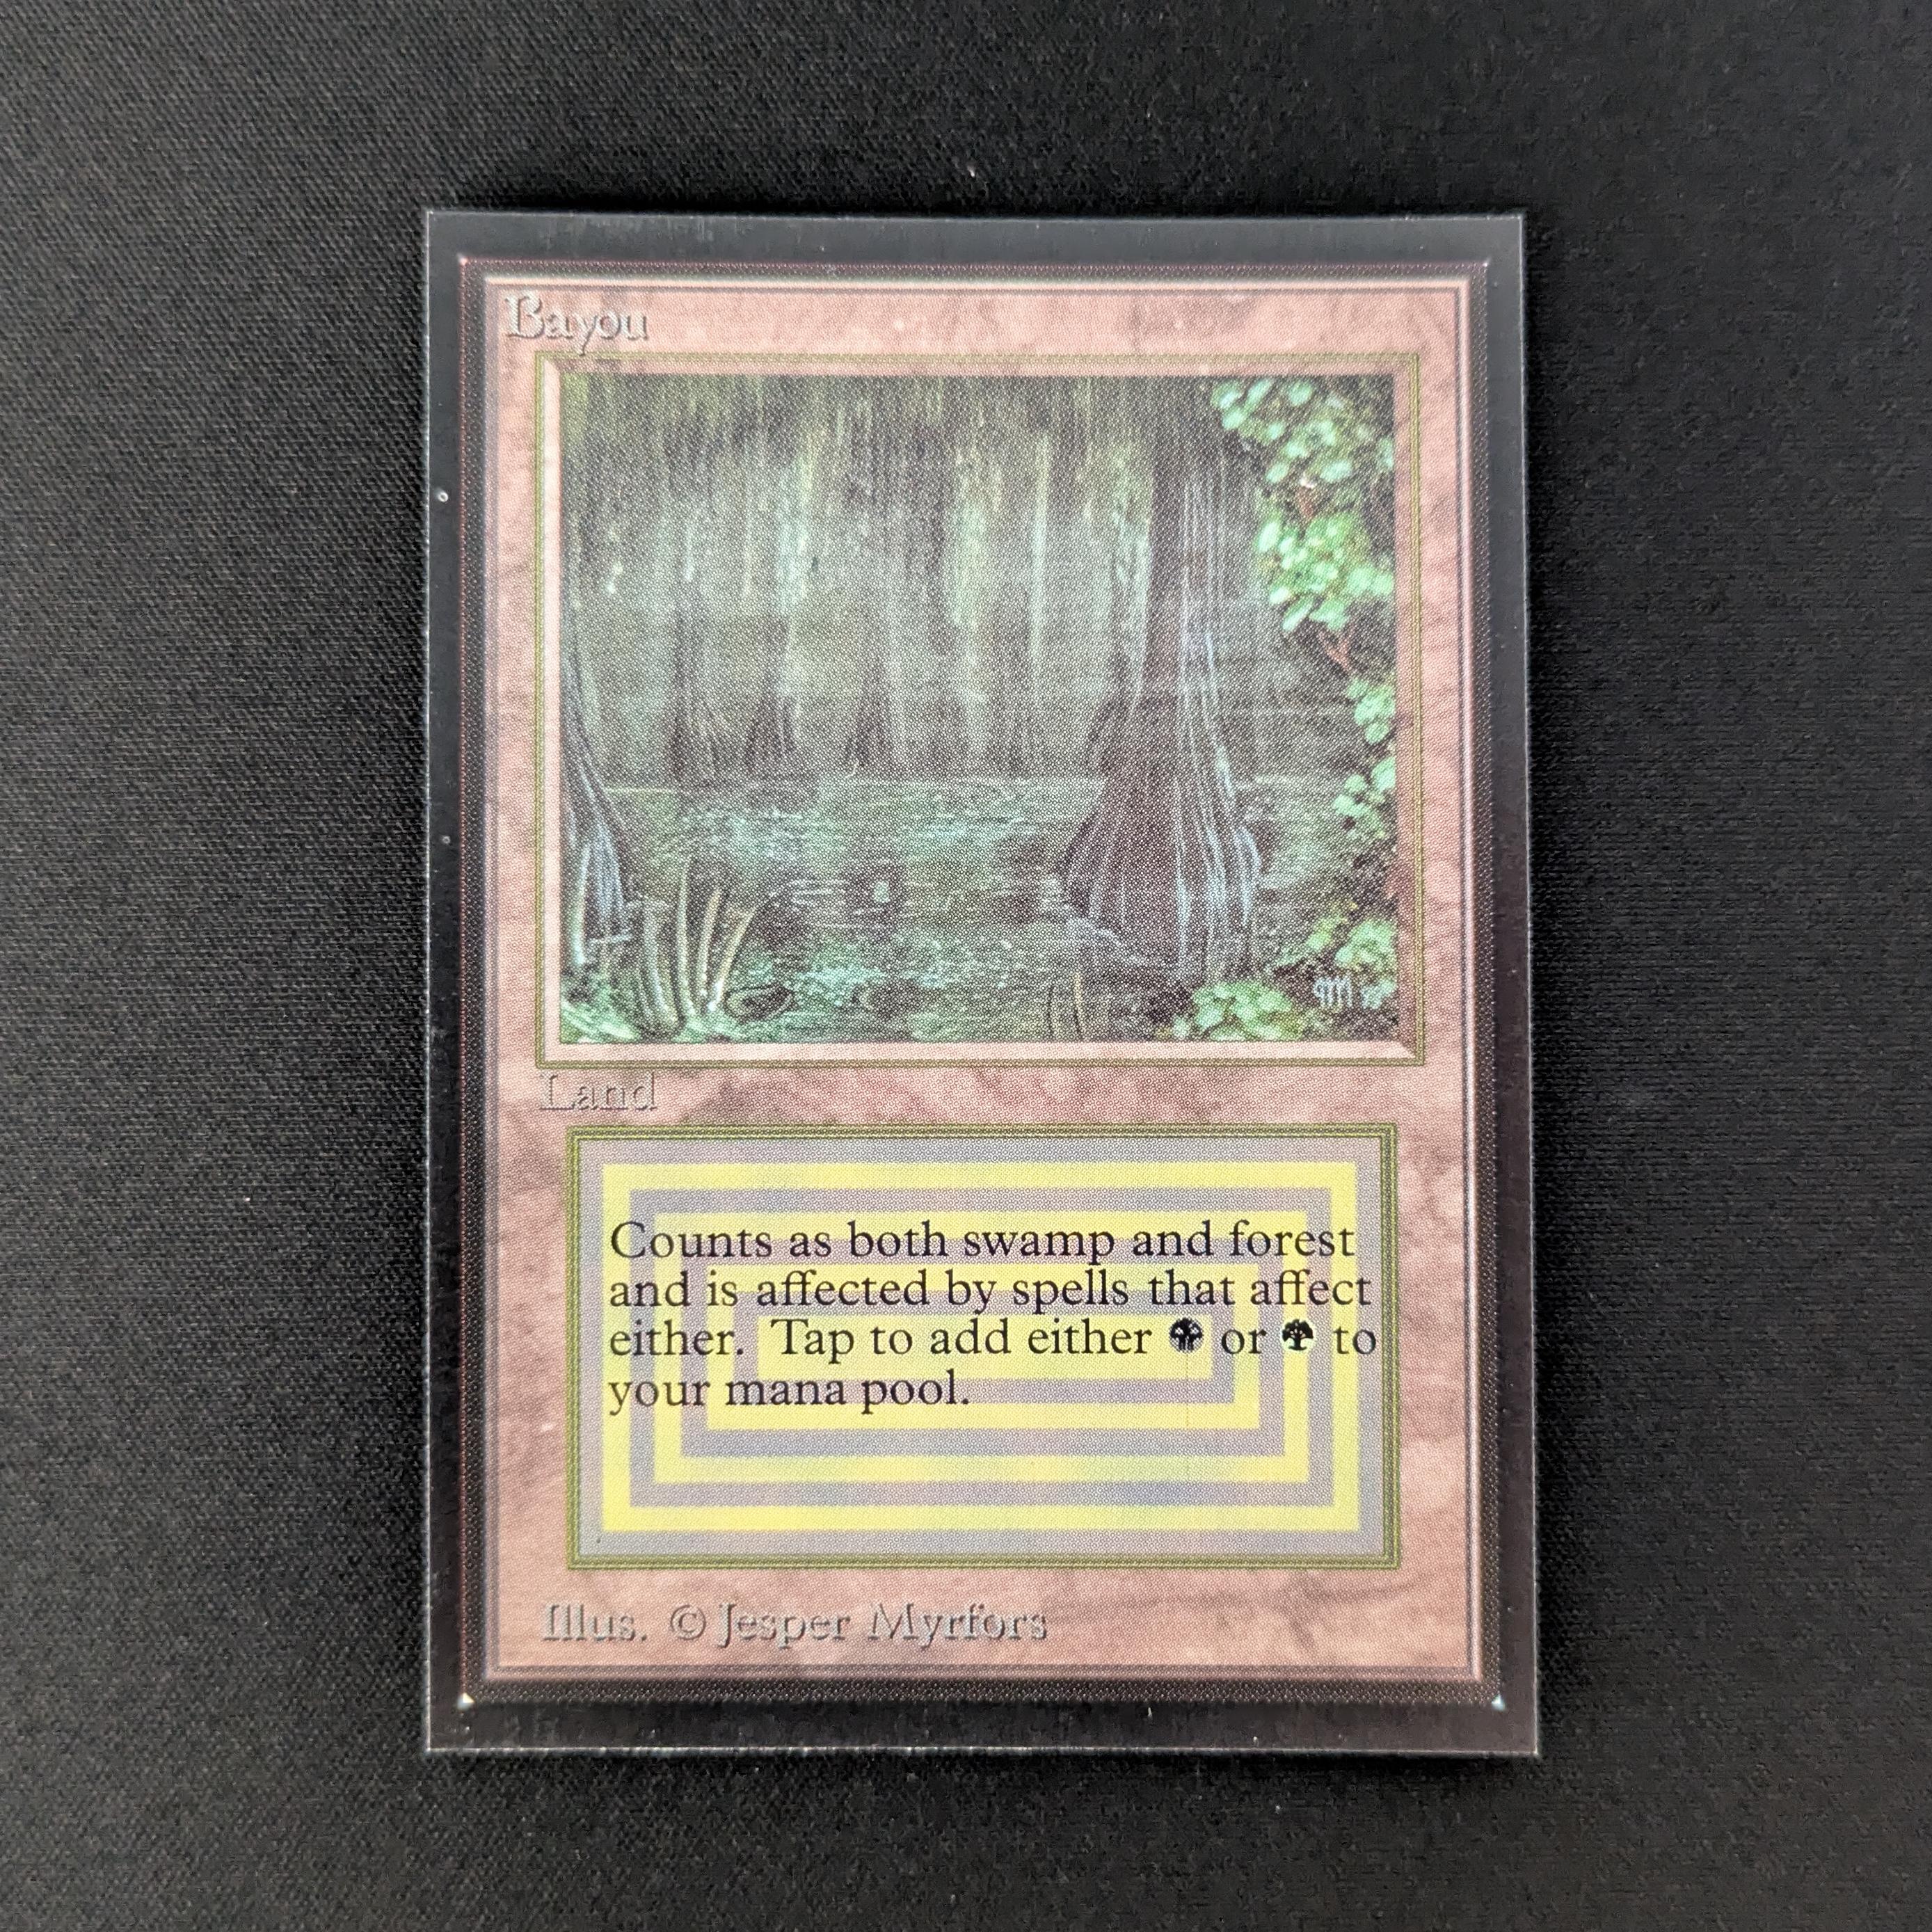 Bayou
Land
Counts as both swamp and forest
and is affected by spells that affect
either. Tap to add either or to
your mana pool.
Illus. © Jesper Myrfors